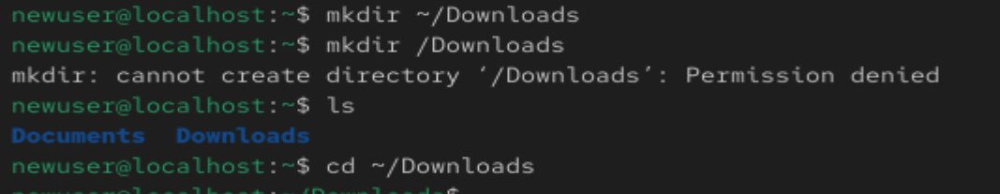 newuser@localhost:~$ mkdir ~/Downloads
newuser@localhost:~$ mkdir /Downloads
mkdir: cannot create directory ‘/Downloads’: Permission denied
newuser@localhost:~$ ls
Documents  Downloads
newuser@localhost:~$ cd ~/Downloads
newuser@localhost:~/Downloads$